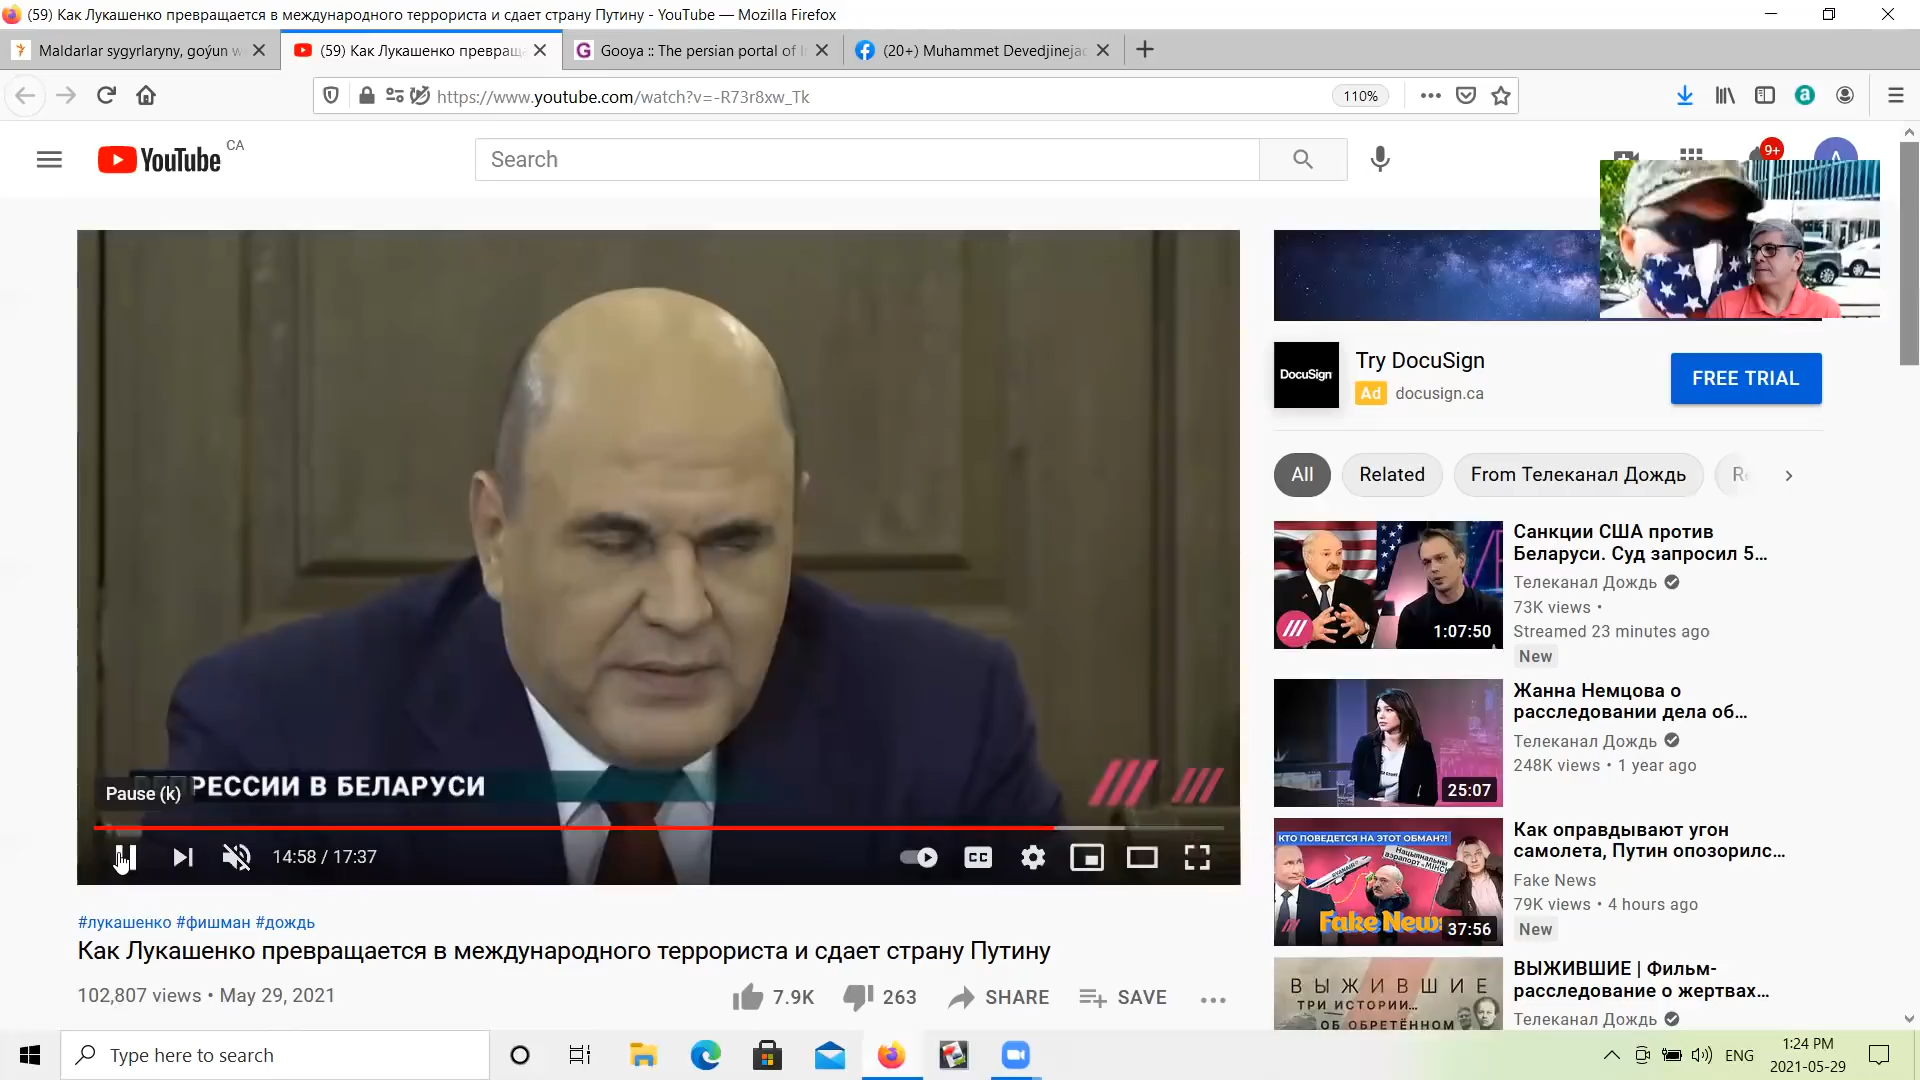 (59) Как Лукашенко превращается в международного террориста и сдает страну Путину - YouTube — Mozilla Firefox
Maldarlar sygyrlaryny, goýun w
(59) Как Лукашенко превращ
Gooya :: The persian portal of I
(20+) Muhammet Devedjineja
https://www.youtube.com/watch?v=-R73r8xw_Tk
110%
YouTube CA
Search
9+
A
РЕССИИ В БЕЛАРУСИ
Pause (k)
14:58 / 17:37
CC
#лукашенко #фишман #дождь
Как Лукашенко превращается в международного террориста и сдает страну Путину
102,807 views • May 29, 2021
7.9K
263
SHARE
SAVE
DocuSign
Try DocuSign
Ad docusign.ca
FREE TRIAL
All
Related
From Телеканал Дождь
Re
1:07:50
Санкции США против
Беларуси. Суд запросил 5...
Телеканал Дождь
73K views •
Streamed 23 minutes ago
New
25:07
Жанна Немцова о
расследовании дела об...
Телеканал Дождь
248K views • 1 year ago
КТО ПОВЕДЕТСЯ НА ЭТОТ ОБМАН?!
Fake News
37:56
Как оправдывают угон
самолета, Путин опозорилс...
Fake News
79K views • 4 hours ago
New
ВЫЖИВШИЕ
ТРИ ИСТОРИИ...
ОБ ОБРЕТЁННОМ
ВЫЖИВШИЕ | Фильм-
расследование о жертвах...
Телеканал Дождь
Type here to search
ENG
1:24 PM
2021-05-29